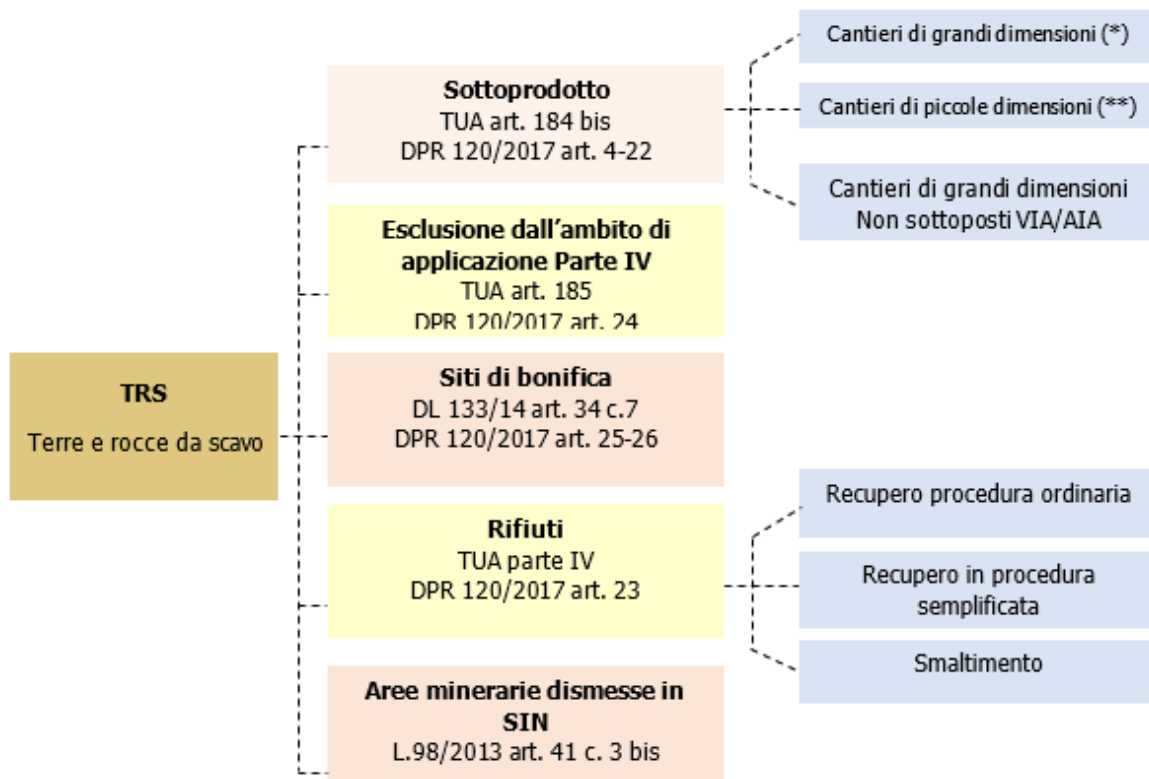 TRS
Terre e rocce da scavo
Sottoprodotto
TUA art. 184 bis
DPR 120/2017 art. 4-22
Cantieri di grandi dimensioni (*)
Cantieri di piccole dimensioni (**)
Cantieri di grandi dimensioni
Non sottoposti VIA/AIA
Esclusione dall'ambito di
applicazione Parte IV
TUA art. 185
DPR 120/2017 art. 24
Siti di bonifica
DL 133/14 art. 34 c.7
DPR 120/2017 art. 25-26
Rifiuti
TUA parte IV
DPR 120/2017 art. 23
Recupero procedura ordinaria
Recupero in procedura
semplificata
Smaltimento
Aree minerarie dismesse in
SIN
L.98/2013 art. 41 c. 3 bis